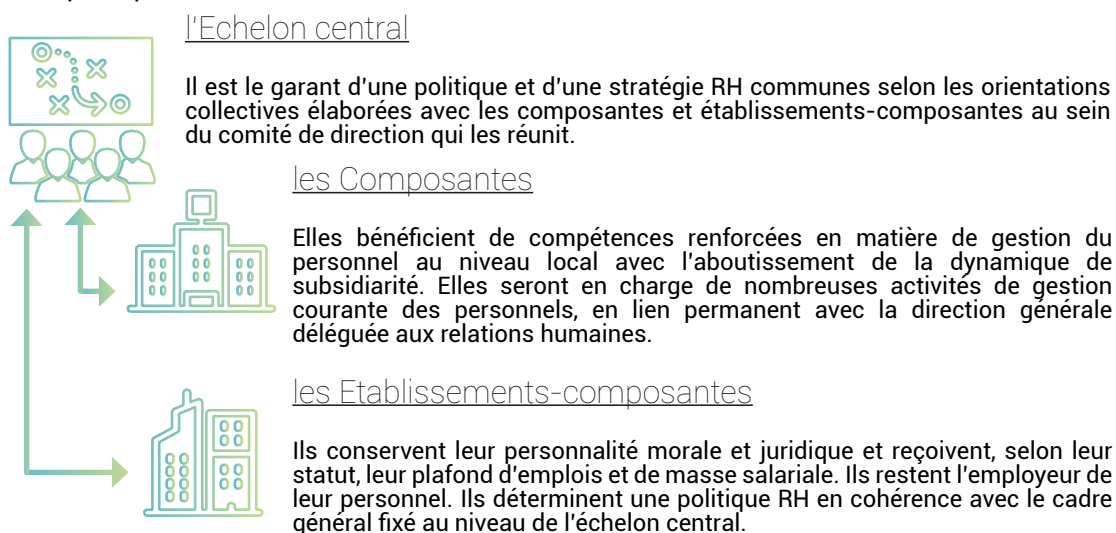 l'Echelon central
Il est le garant d'une politique et d'une stratégie RH communes selon les orientations
collectives élaborées avec les composantes et établissements-composantes au sein
du comité de direction qui les réunit.
les Composantes
Elles bénéficient de compétences renforcées en matière de gestion du
personnel au niveau local avec l'aboutissement de la dynamique de
subsidiarité. Elles seront en charge de nombreuses activités de gestion
courante des personnels, en lien permanent avec la direction générale
déléguée aux relations humaines.
les Etablissements-composantes
Ils conservent leur personnalité morale et juridique et reçoivent, selon leur
statut, leur plafond d'emplois et de masse salariale. Ils restent l'employeur de
leur personnel. Ils déterminent une politique RH en cohérence avec le cadre
général fixé au niveau de l'échelon central.